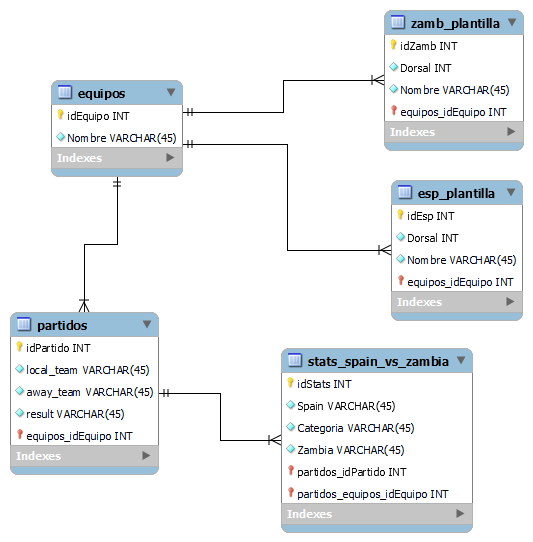 zamb_plantilla
idZamb INT
Dorsal INT
Nombre VARCHAR(45)
equipos_idEquipo INT
Indexes
equipos
idEquipo INT
Nombre VARCHAR(45)
Indexes
esp_plantilla
idEsp INT
Dorsal INT
Nombre VARCHAR(45)
equipos_idEquipo INT
Indexes
partidos
idPartido INT
local_team VARCHAR(45)
away_team VARCHAR(45)
result VARCHAR(45)
equipos_idEquipo INT
Indexes
stats_spain_vs_zambia
idStats INT
Spain VARCHAR(45)
Categoria VARCHAR(45)
Zambia VARCHAR(45)
partidos_idPartido INT
partidos_equipos_idEquipo INT
Indexes